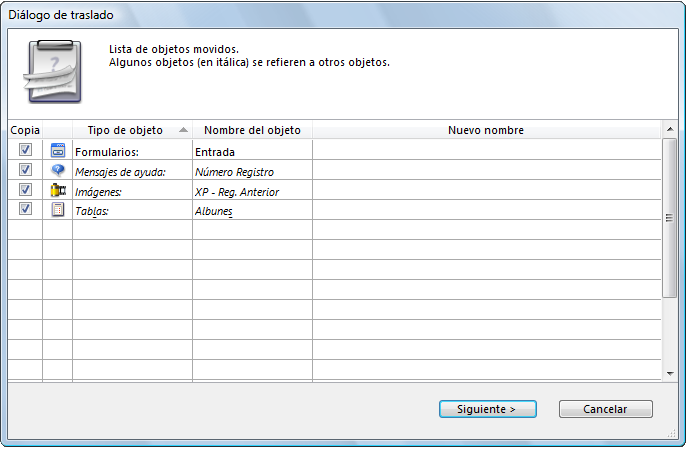 Diálogo de traslado
Lista de objetos movidos.
Algunos objetos (en itálica) se refieren a otros objetos.
Copia Tipo de objeto Nombre del objeto Nuevo nombre
Formularios: Entrada
Mensajes de ayuda: Número Registro
Imágenes: XP - Reg. Anterior
Tablas: Albunes
Siguiente > Cancelar